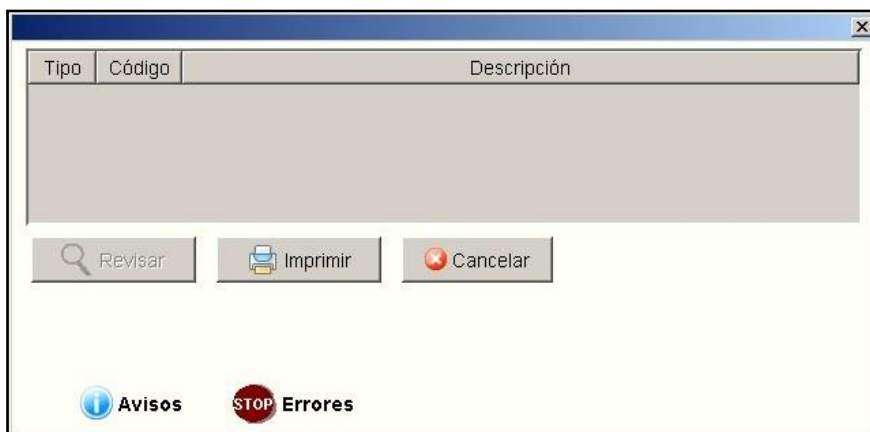 Tipo Código Descripción
Revisar Imprimir Cancelar
i Avisos STOP Errores